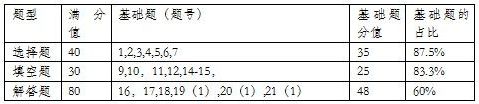 题型 满分值 基础题（题号） 基础题分值 基础题的占比
选择题 40 1,2,3,4,5,6,7 35 87.5%
填空题 30 9,10，11,12,14-15， 25 83.3%
解答题 80 16，17,18,19（1）,20（1）,21（1） 48 60%